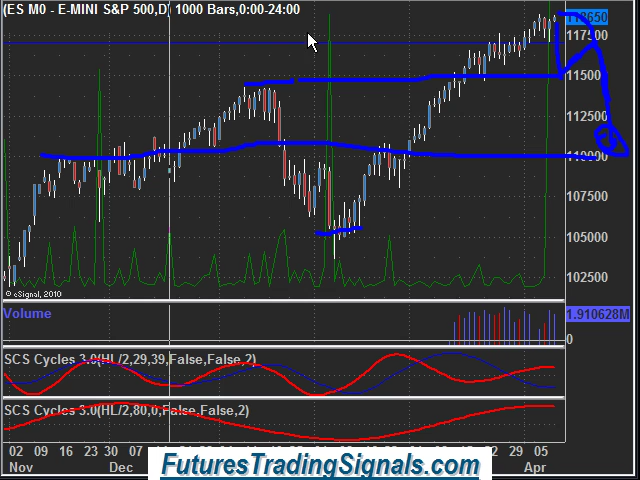 (ES M0 - E-MINI S&P 500,D) 1000 Bars,0:00-24:00
117500
115000
112500
110000
107500
105000
102500
© eSignal, 2010
Volume
1.910628M
0
SCS Cycles 3.0(HL/2,29,39,False,False,2)
SCS Cycles 3.0(HL/2,80,0,False,False,2)
02 09 16 23 30 07 29 05
Nov Dec Apr
FuturesTradingSignals.com